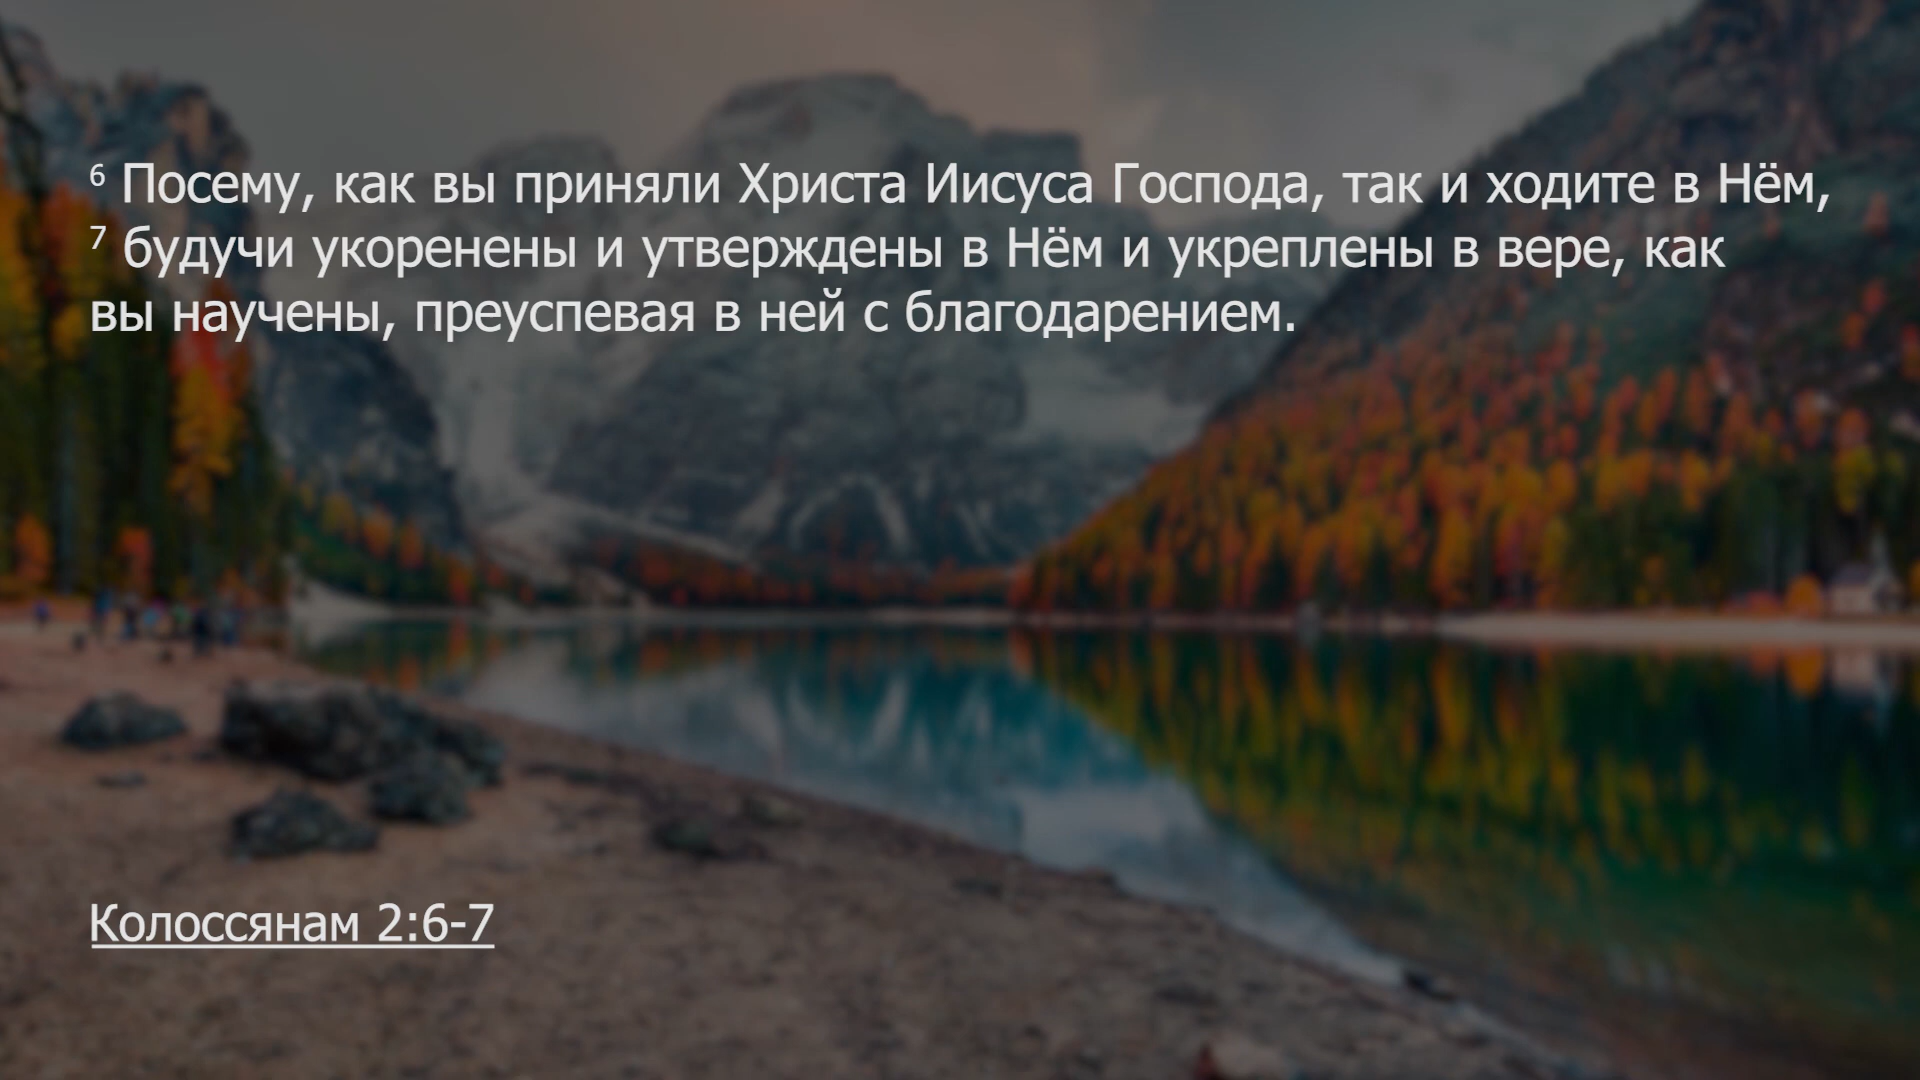 6 Посему, как вы приняли Христа Иисуса Господа, так и ходите в Нём,
7 будучи укоренены и утверждены в Нём и укреплены в вере, как
вы научены, преуспевая в ней с благодарением.
Колоссянам 2:6-7